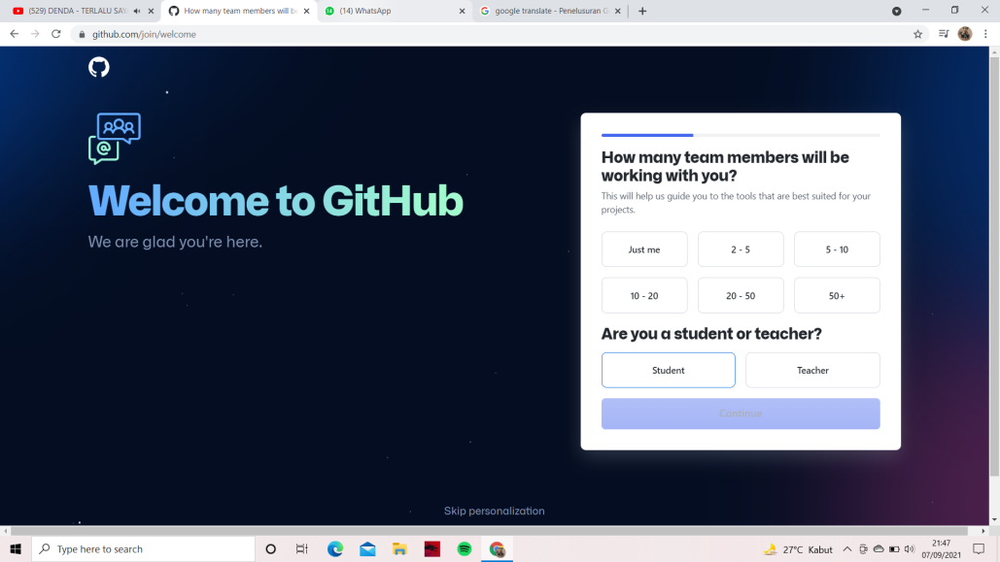 (529) DENDA - TERLALU SAY
How many team members will be
(14) WhatsApp
google translate - Penelusuran G
github.com/join/welcome
Welcome to GitHub
We are glad you're here.
How many team members will be
working with you?
This will help us guide you to the tools that are best suited for your
projects.
Just me
2 - 5
5 - 10
10 - 20
20 - 50
50+
Are you a student or teacher?
Student
Teacher
Continue
Skip personalization
Type here to search
27°C Kabut
21:47
07/09/2021